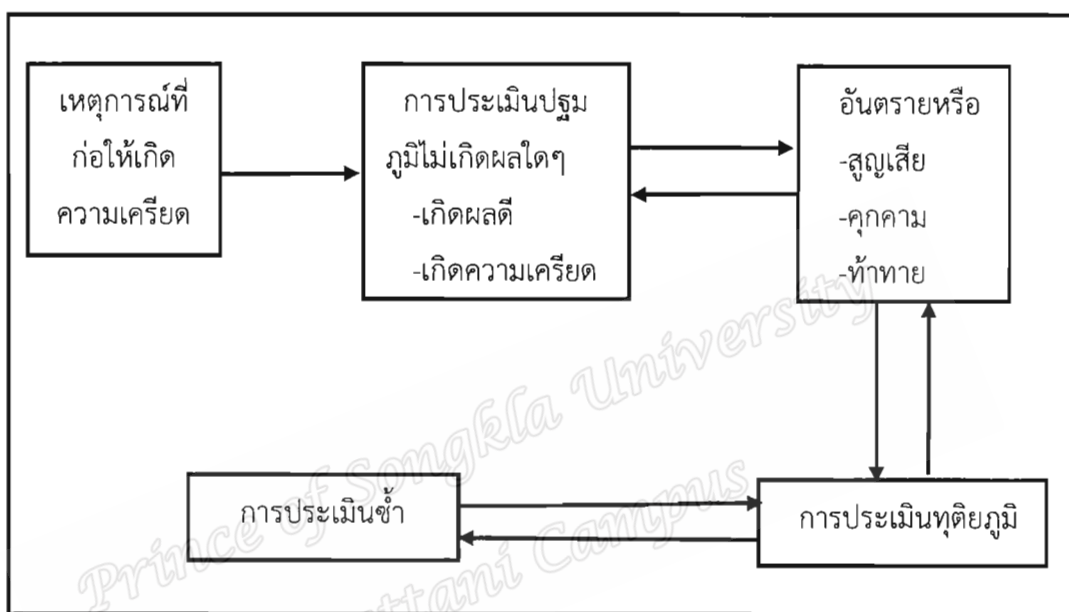 เหตุการณ์ที่
ก่อให้เกิด
ความเครียด
การประเมินปฐม
ภูมิไม่เกิดผลใดๆ
-เกิดผลดี
-เกิดความเครียด
อันตรายหรือ
-สูญเสีย
-คุกคาม
-ท้าทาย
การประเมินซ้ำ
การประเมินทุติยภูมิ
Prince of Songkla University
Pattani Campus